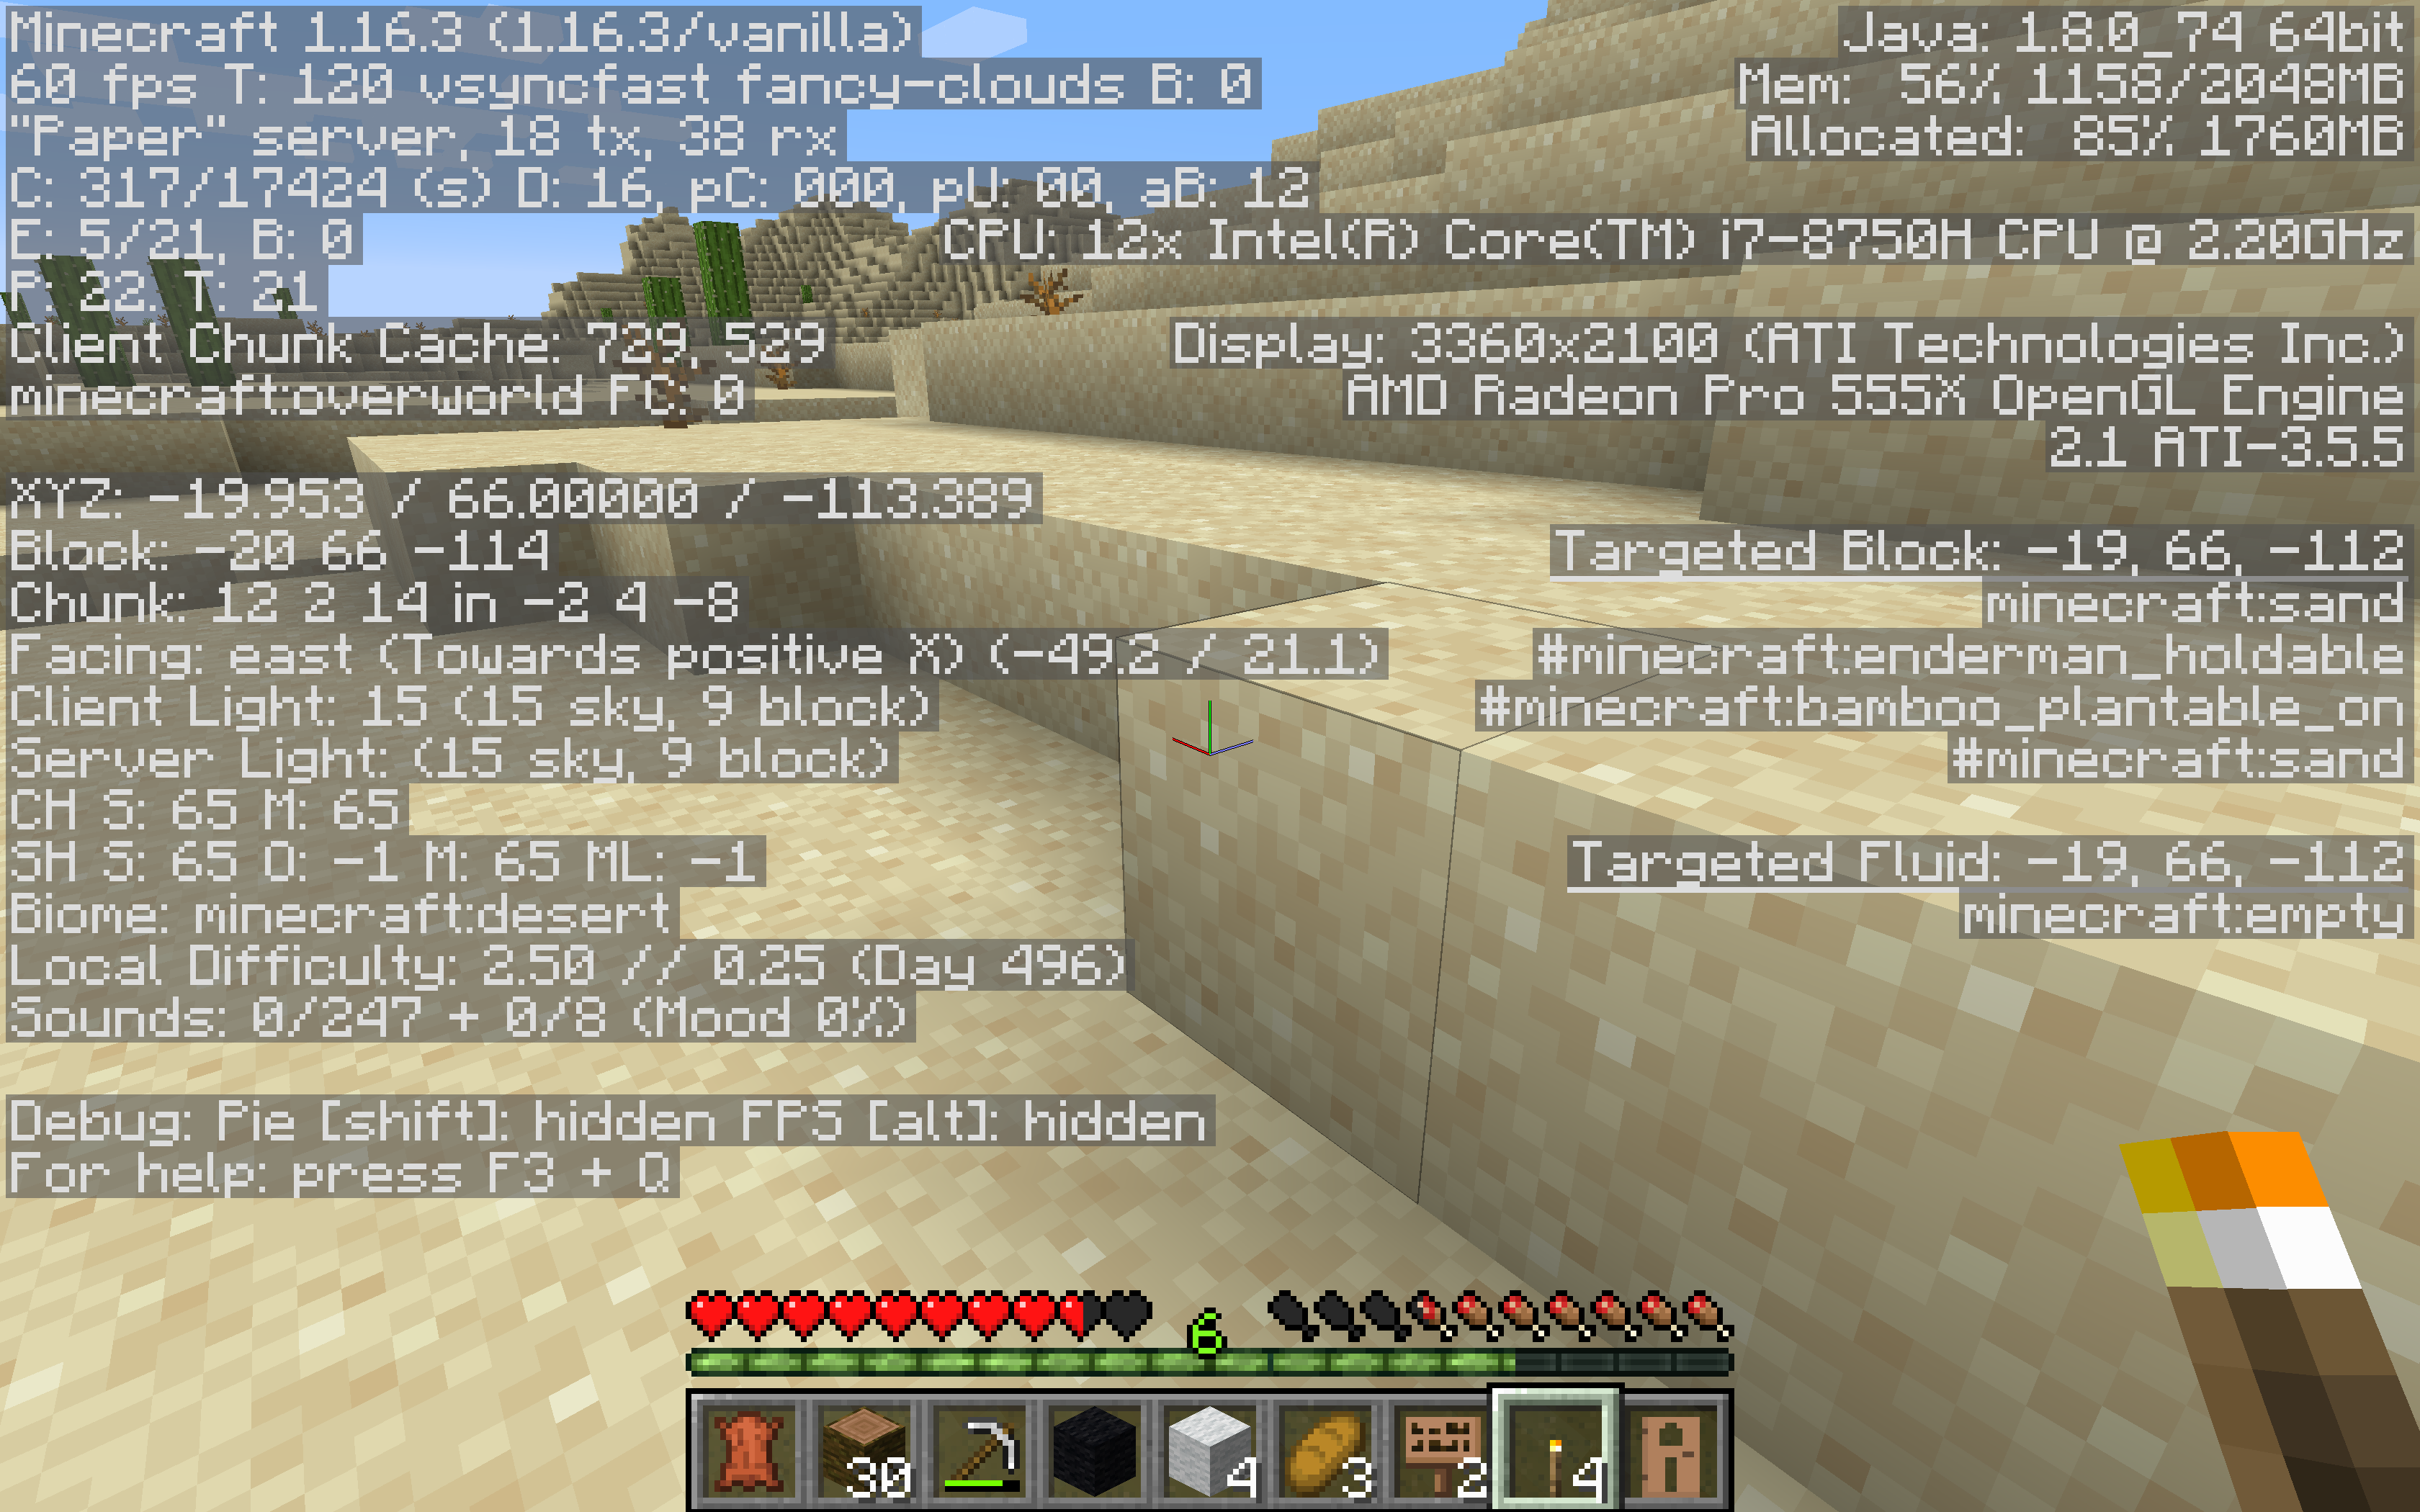 Minecraft 1.16.3 (1.16.3/vanilla)
60 fps T: 120 vsyncfast fancy-clouds B: 0
"Paper" server, 18 tx, 38 rx
C: 317/17424 (s) D: 16, pC: 000, pU: 00, aB: 12
E: 5/21, B: 0
P: 22. T: 21
Client Chunk Cache: 729, 529
minecraft:overworld FC: 0
XYZ: -19.953 / 66.00000 / -113.389
Block: -20 66 -114
Chunk: 12 2 14 in -2 4 -8
Facing: east (Towards positive X) (-49.2 / 21.1)
Client Light: 15 (15 sky, 9 block)
Server Light: (15 sky, 9 block)
CH S: 65 M: 65
SH S: 65 O: -1 M: 65 ML: -1
Biome: minecraft:desert
Local Difficulty: 2.50 // 0.25 (Day 496)
Sounds: 0/247 + 0/8 (Mood 0%)
Debug: Pie [shift]: hidden FPS [alt]: hidden
For help: press F3 + Q
Java: 1.8.0_74 64bit
Mem: 56% 1158/2048MB
Allocated: 85% 1760MB
CPU: 12x Intel(R) Core(TM) i7-8750H CPU @ 2.20GHz
Display: 3360x2100 (ATI Technologies Inc.)
AMD Radeon Pro 555X OpenGL Engine
2.1 ATI-3.5.5
Targeted Block: -19, 66, -112
minecraft:sand
#minecraft:enderman_holdable
#minecraft:bamboo_plantable_on
#minecraft:sand
Targeted Fluid: -19, 66, -112
minecraft:empty
6
30 4 3 2 4